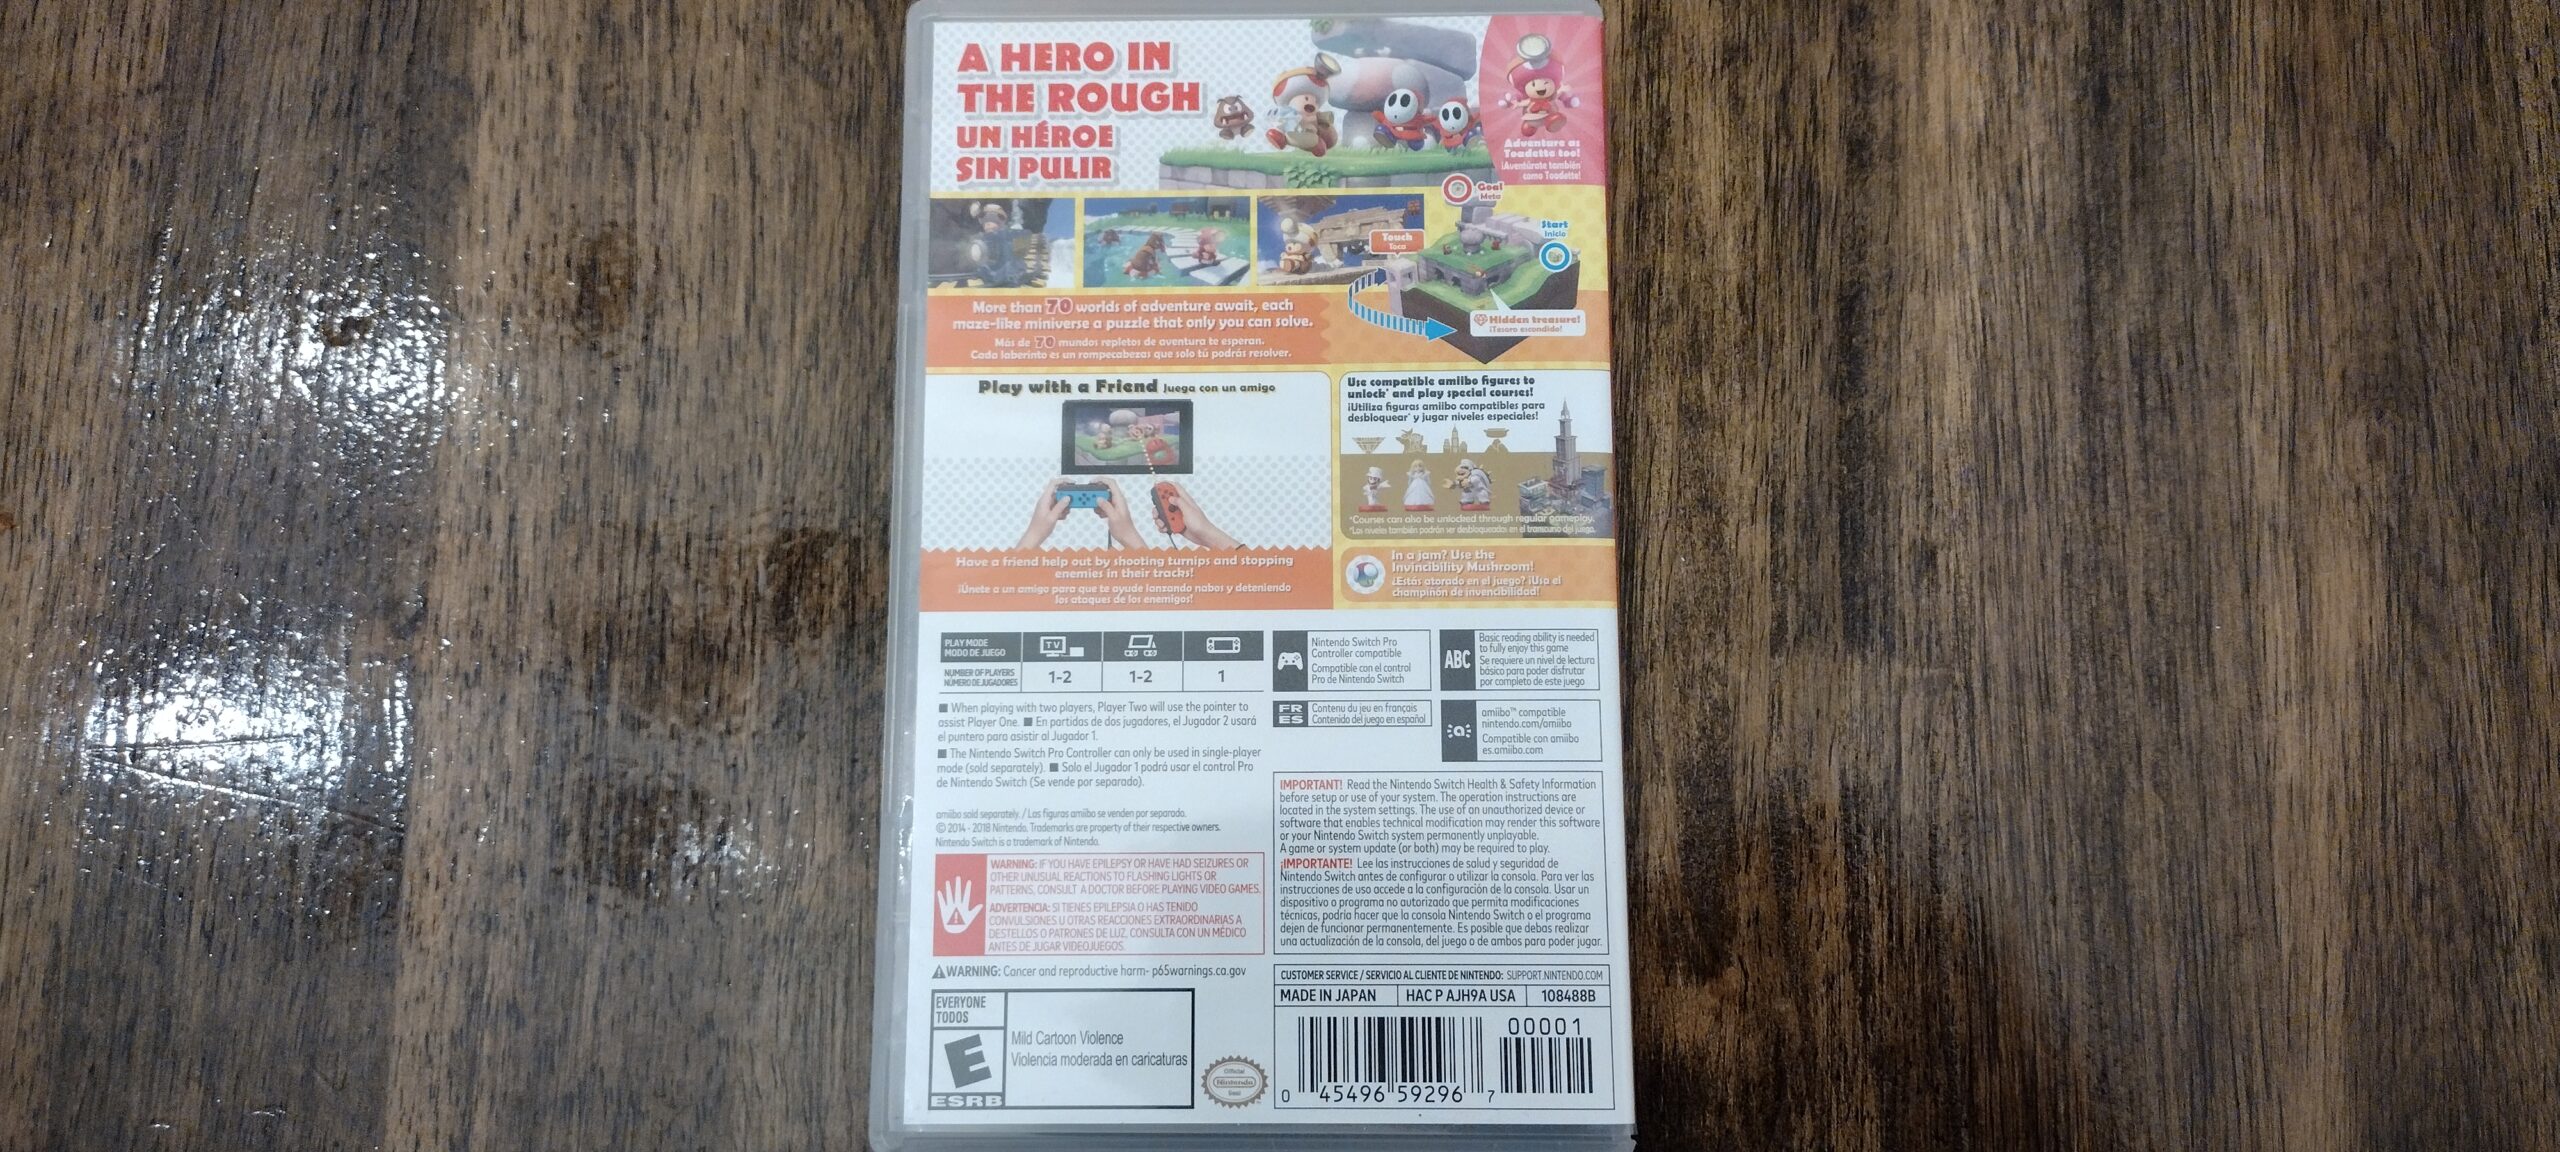 A HERO IN
THE ROUGH
UN HÉROE
SIN PULIR
Adventure as
Toadette too!
¡Aventúrate también
como Toadette!
Goal
Meta
Start
Inicio
Touch
Toca
Hidden treasure!
¡Tesoro escondido!
More than 70 worlds of adventure await, each
maze-like miniverse a puzzle that only you can solve.
Más de 70 mundos repletos de aventura te esperan.
Cada laberinto es un rompecabezas que solo tú podrás resolver.
Play with a Friend Juega con un amigo
Have a friend help out by shooting turnips and stopping
enemies in their tracks!
¡Únete a un amigo para que te ayude lanzando nabos y deteniendo
los ataques de los enemigos!
Use compatible amiibo figures to
unlock* and play special courses!
¡Utiliza figuras amiibo compatibles para
desbloquear* y jugar niveles especiales!
*Courses can also be unlocked through regular gameplay.
*Los niveles también podrán ser desbloqueados en el transcurso del juego.
In a jam? Use the
Invincibility Mushroom!
¿Estás atorado en el juego? ¡Usa el
champiñón de invencibilidad!
PLAY MODE
MODO DE JUEGO
TV
NUMBER OF PLAYERS
NÚMERO DE JUGADORES
1-2
1-2
1
Nintendo Switch Pro
Controller compatible
Compatible con el control
Pro de Nintendo Switch
ABC
Basic reading ability is needed
to fully enjoy this game
Se requiere un nivel de lectura
básico para poder disfrutar
por completo de este juego
FR
ES
Contenu du jeu en français
Contenido del juego en español
amiibo™ compatible
nintendo.com/amiibo
Compatible con amiibo
es.amiibo.com
■ When playing with two players, Player Two will use the pointer to
assist Player One. ■ En partidas de dos jugadores, el Jugador 2 usará
el puntero para asistir al Jugador 1.
■ The Nintendo Switch Pro Controller can only be used in single-player
mode (sold separately). ■ Solo el Jugador 1 podrá usar el control Pro
de Nintendo Switch (Se vende por separado).
amiibo sold separately. / Las figuras amiibo se venden por separado.
© 2014 - 2018 Nintendo. Trademarks are property of their respective owners.
Nintendo Switch is a trademark of Nintendo.
WARNING: IF YOU HAVE EPILEPSY OR HAVE HAD SEIZURES OR
OTHER UNUSUAL REACTIONS TO FLASHING LIGHTS OR
PATTERNS, CONSULT A DOCTOR BEFORE PLAYING VIDEO GAMES.
ADVERTENCIA: SI TIENES EPILEPSIA O HAS TENIDO
CONVULSIONES U OTRAS REACCIONES EXTRAORDINARIAS A
DESTELLOS O PATRONES DE LUZ, CONSULTA CON UN MÉDICO
ANTES DE JUGAR VIDEOJUEGOS.
WARNING: Cancer and reproductive harm- p65warnings.ca.gov
IMPORTANT! Read the Nintendo Switch Health & Safety Information
before setup or use of your system. The operation instructions are
located in the system settings. The use of an unauthorized device or
software that enables technical modification may render this software
or your Nintendo Switch system permanently unplayable.
A game or system update (or both) may be required to play.
¡IMPORTANTE! Lee las instrucciones de salud y seguridad de
Nintendo Switch antes de configurar o utilizar la consola. Para ver las
instrucciones de uso accede a la configuración de la consola. Usar un
dispositivo o programa no autorizado que permita modificaciones
técnicas, podría hacer que la consola Nintendo Switch o el programa
dejen de funcionar permanentemente. Es posible que debas realizar
una actualización de la consola, del juego o de ambos para poder jugar.
CUSTOMER SERVICE / SERVICIO AL CLIENTE DE NINTENDO: SUPPORT.NINTENDO.COM
MADE IN JAPAN
HAC P AJH9A USA
108488B
EVERYONE
TODOS
E
ESRB
Mild Cartoon Violence
Violencia moderada en caricaturas
Official
Nintendo
Seal
00001
0 45496 59296 7